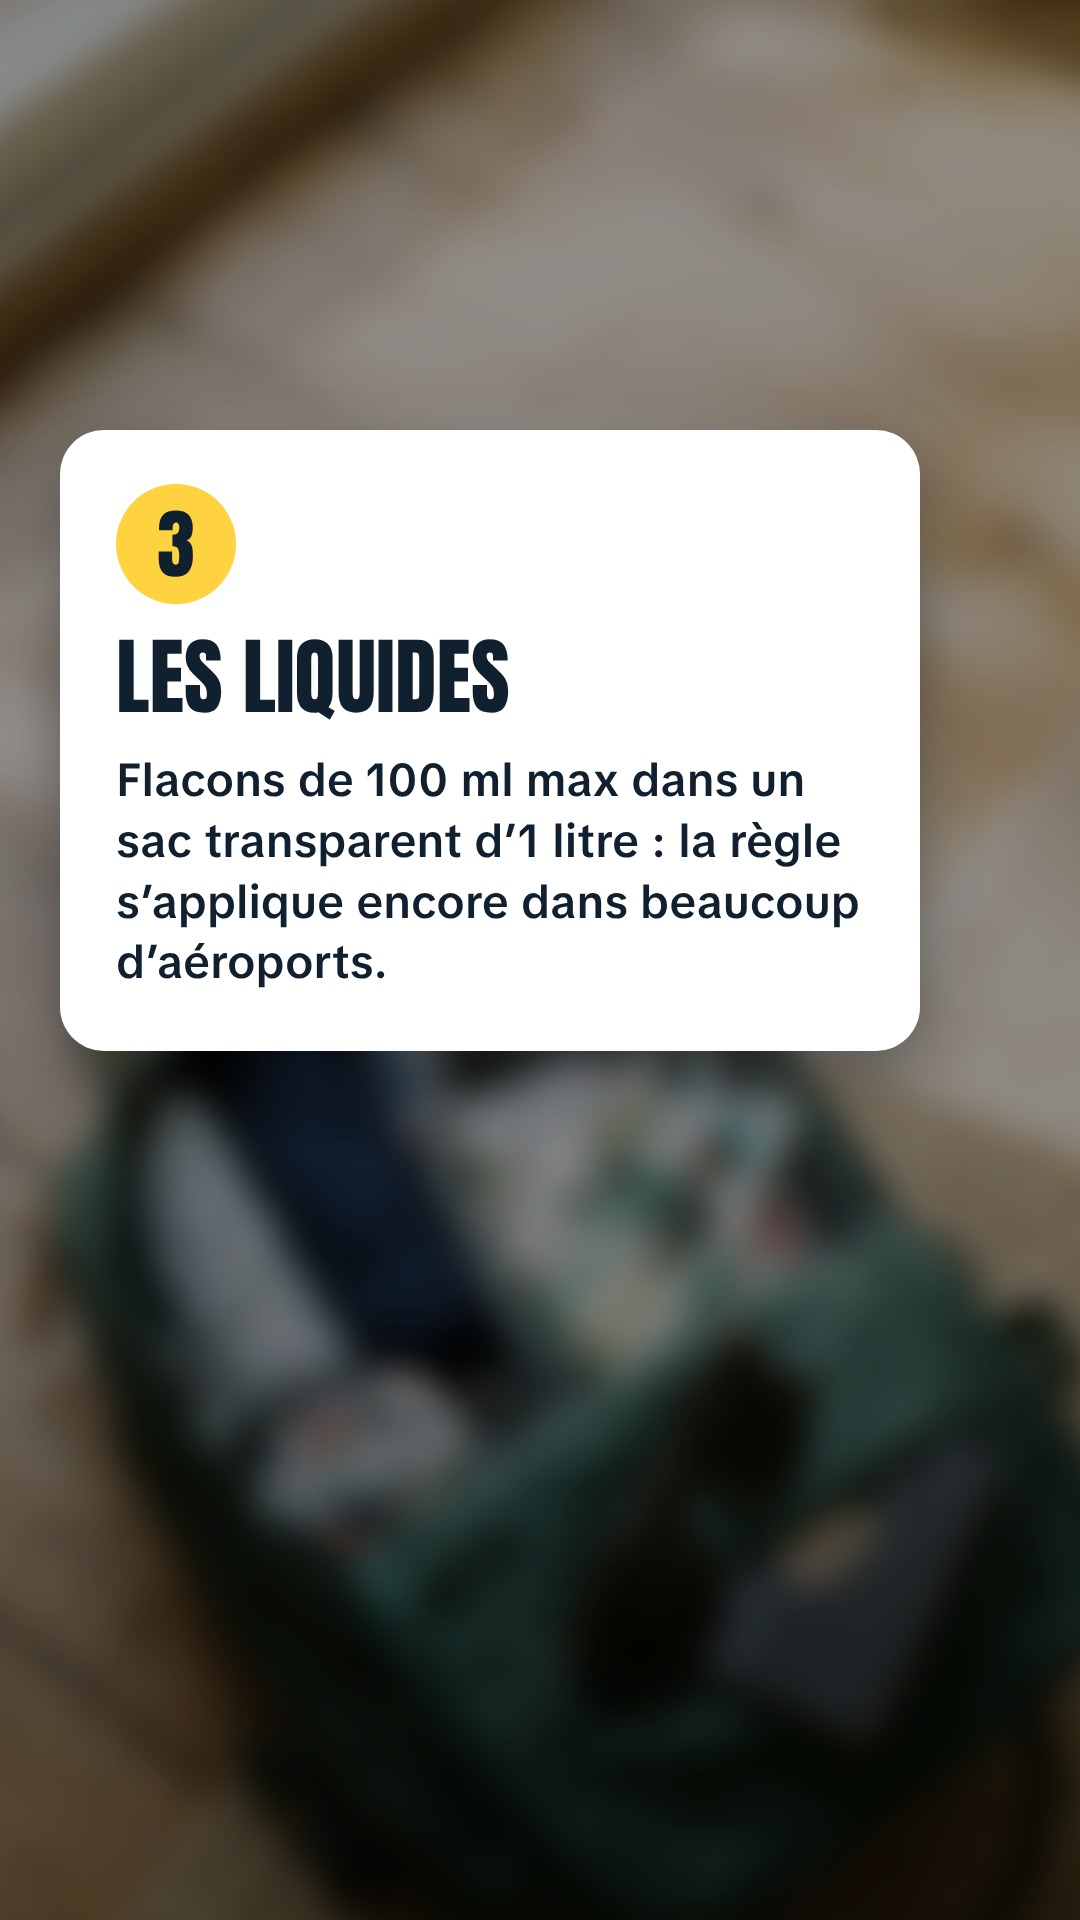 3
LES LIQUIDES
Flacons de 100 ml max dans un
sac transparent d’1 litre : la règle
s’applique encore dans beaucoup
d’aéroports.